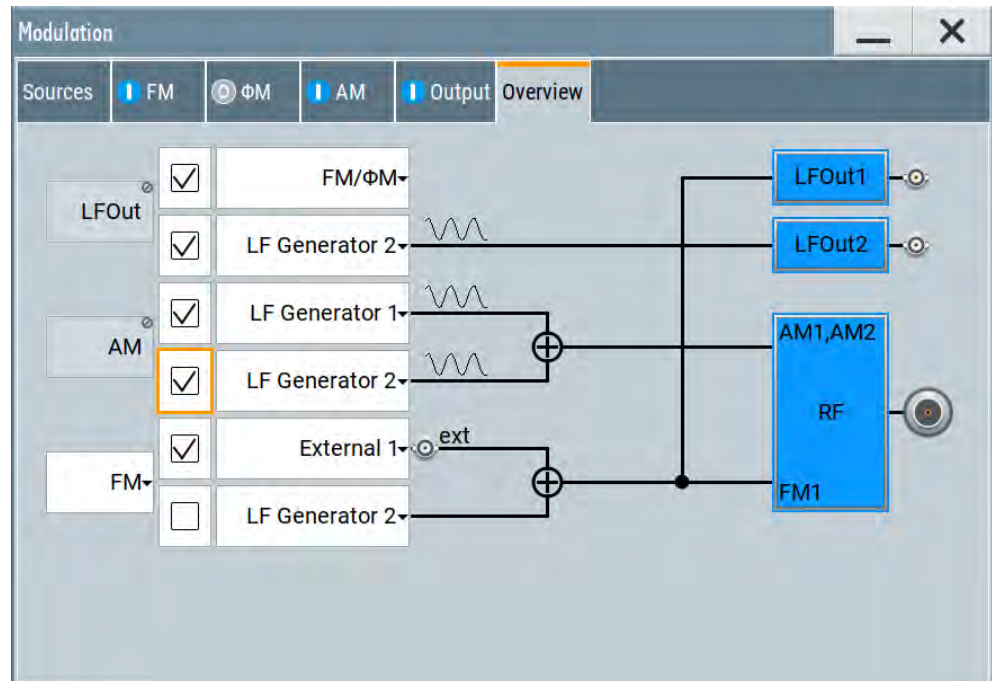 Modulation
Sources FM ΦM AM Output Overview
LFOut
FM/ΦM
LF Generator 2
LFOut1
LFOut2
AM
LF Generator 1
LF Generator 2
AM1,AM2
RF
FM1
FM
External 1
ext
LF Generator 2